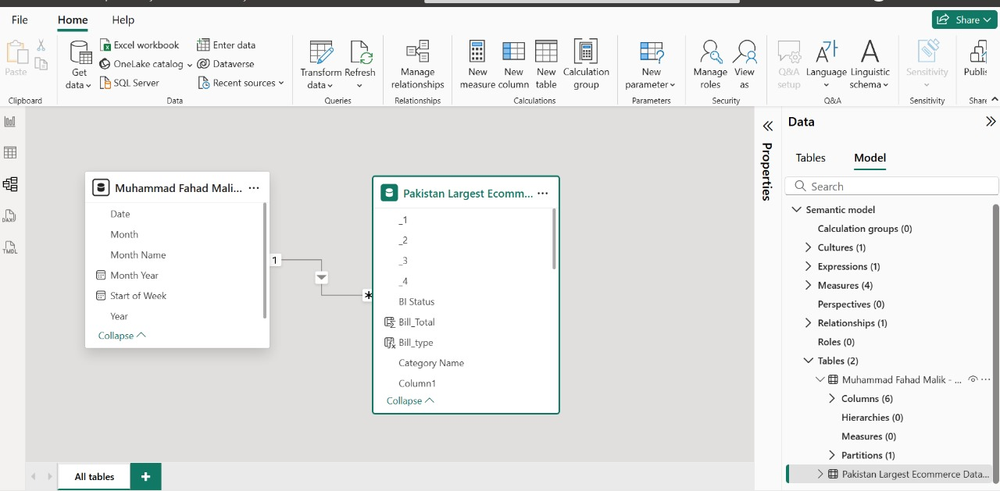 File Home Help Share
Paste
Clipboard
Get data
Excel workbook
OneLake catalog
SQL Server
Enter data
Dataverse
Recent sources
Data
Transform data
Refresh
Queries
Manage relationships
Relationships
New measure
New column
New table
Calculation group
Calculations
New parameter
Parameters
Manage roles
View as
Security
Q&A setup
Language
Linguistic schema
Q&A
Sensitivity
Sensitivity
Publis
Share
DAX
TMDL
Muhammad Fahad Mali... ...
Date
Month
Month Name
Month Year
Start of Week
Year
Collapse
1
*
Pakistan Largest Ecomm... ...
_1
_2
_3
_4
BI Status
Bill_Total
Bill_type
Category Name
Column1
Collapse
All tables
+
Properties
Data
Tables Model
Search
Semantic model
Calculation groups (0)
Cultures (1)
Expressions (1)
Measures (4)
Perspectives (0)
Relationships (1)
Roles (0)
Tables (2)
Muhammad Fahad Malik - ... ...
Columns (6)
Hierarchies (0)
Measures (0)
Partitions (1)
Pakistan Largest Ecommerce Data...